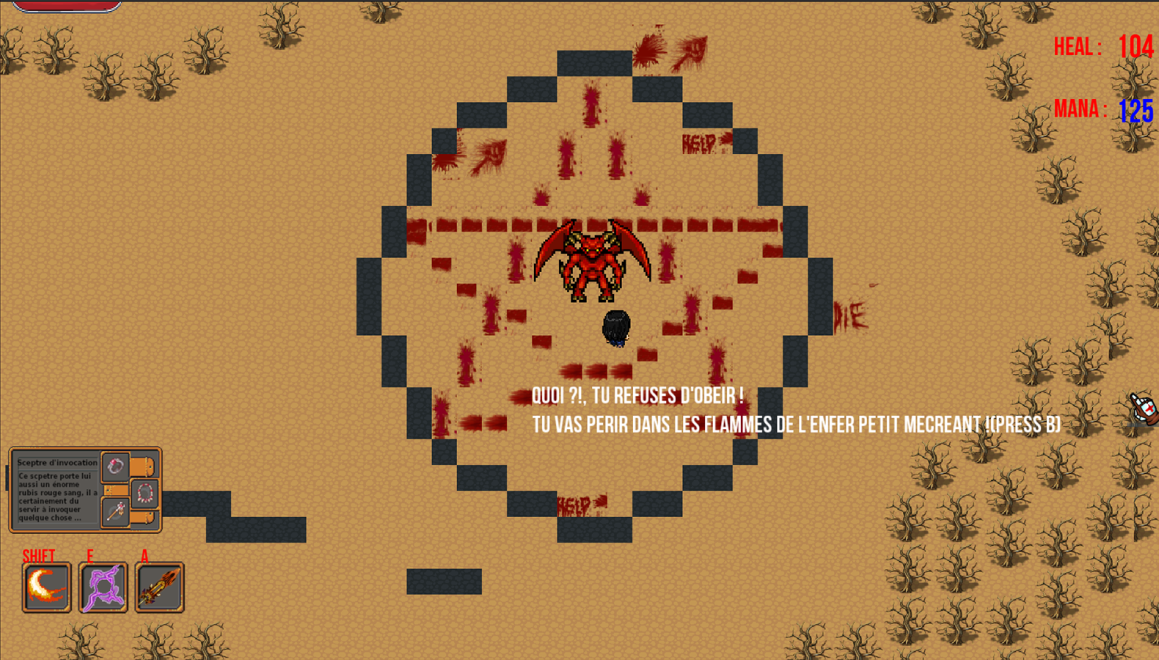 HEAL : 104
MANA : 125
HELP
DIE
QUOI ?!, TU REFUSES D'OBEIR !
TU VAS PERIR DANS LES FLAMMES DE L'ENFER PETIT MECREANT !(PRESS B)
Sceptre d'invocation
Ce scpetre porte lui
aussi un énorme
rubis rouge sang, il a
certainement du
servir à invoquer
quelque chose ...
HELP
SHIFT E A